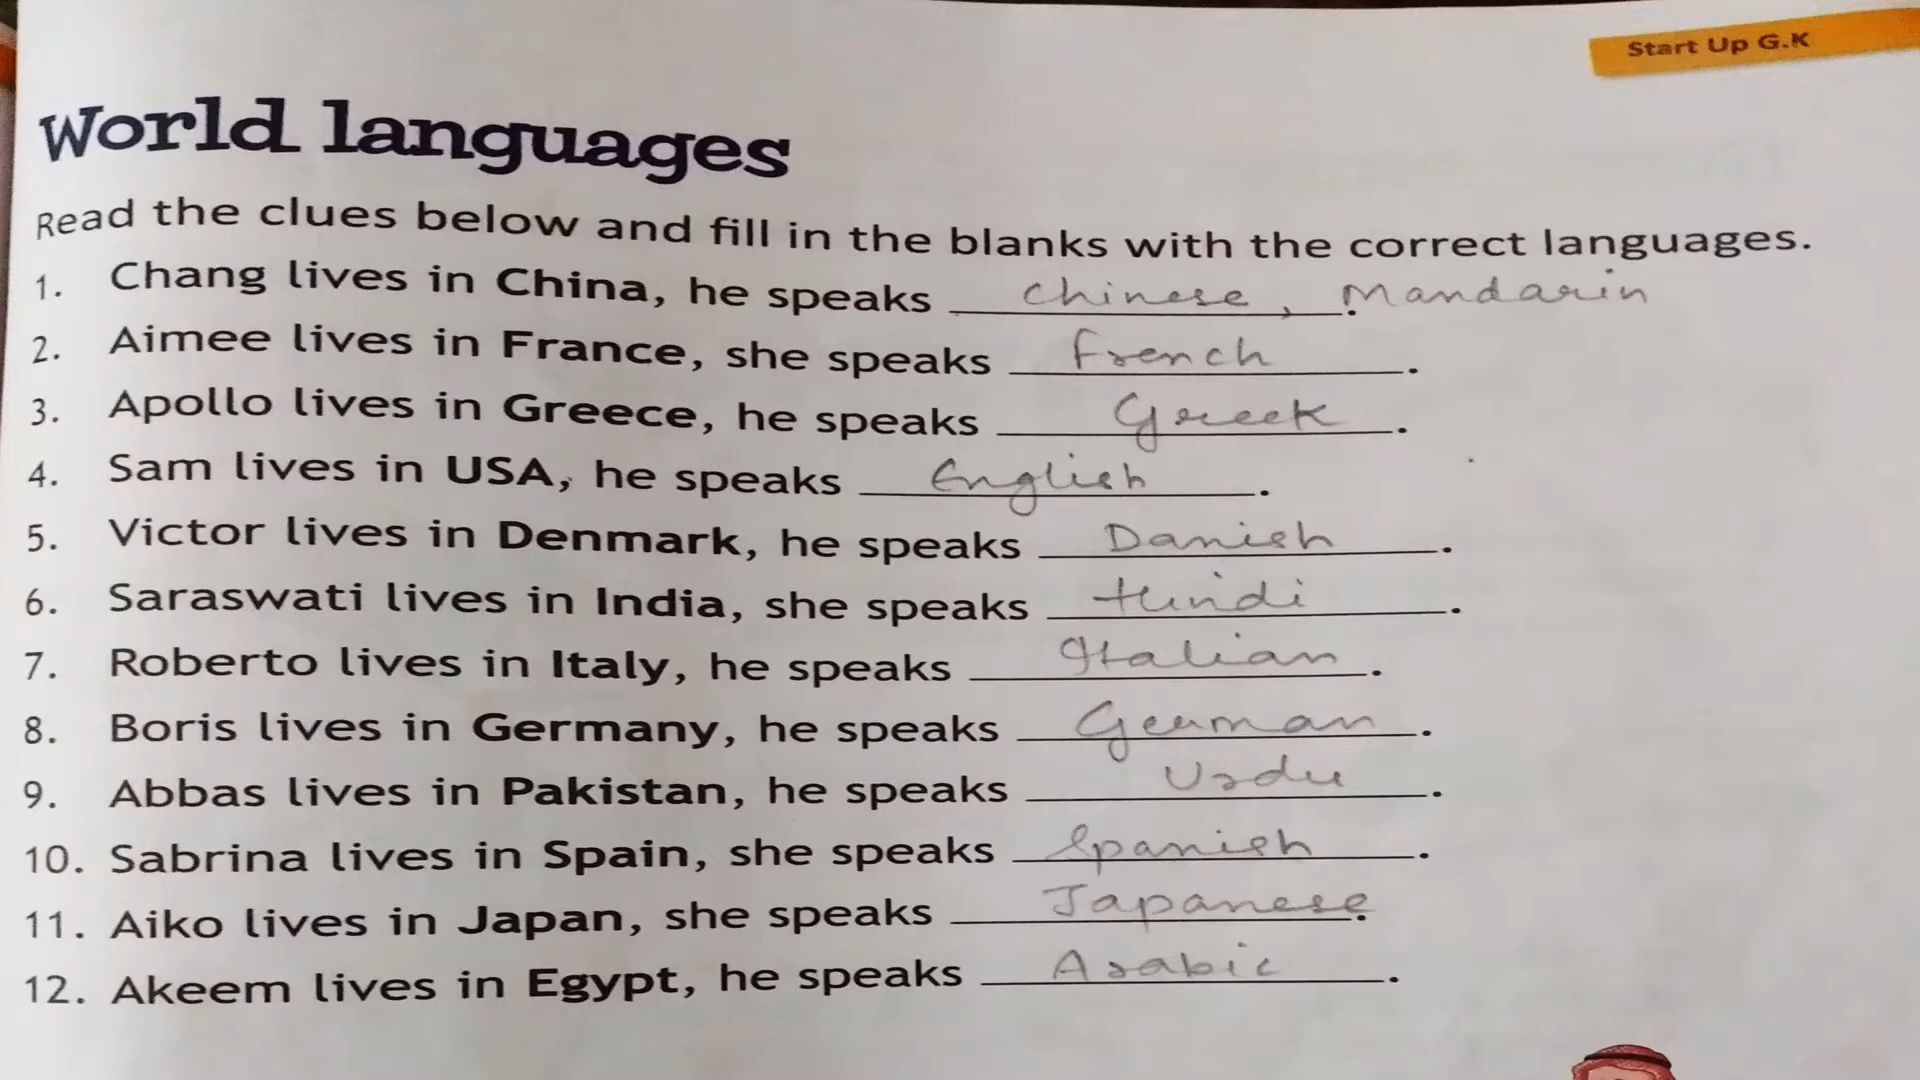 Start Up G.K
World languages
Read the clues below and fill in the blanks with the correct languages.
1. Chang lives in China, he speaks Chinese, Mandarin.
2. Aimee lives in France, she speaks French.
3. Apollo lives in Greece, he speaks Greek.
4. Sam lives in USA, he speaks English.
5. Victor lives in Denmark, he speaks Danish.
6. Saraswati lives in India, she speaks Hindi.
7. Roberto lives in Italy, he speaks Italian.
8. Boris lives in Germany, he speaks German.
9. Abbas lives in Pakistan, he speaks Urdu.
10. Sabrina lives in Spain, she speaks Spanish.
11. Aiko lives in Japan, she speaks Japanese.
12. Akeem lives in Egypt, he speaks Arabic.